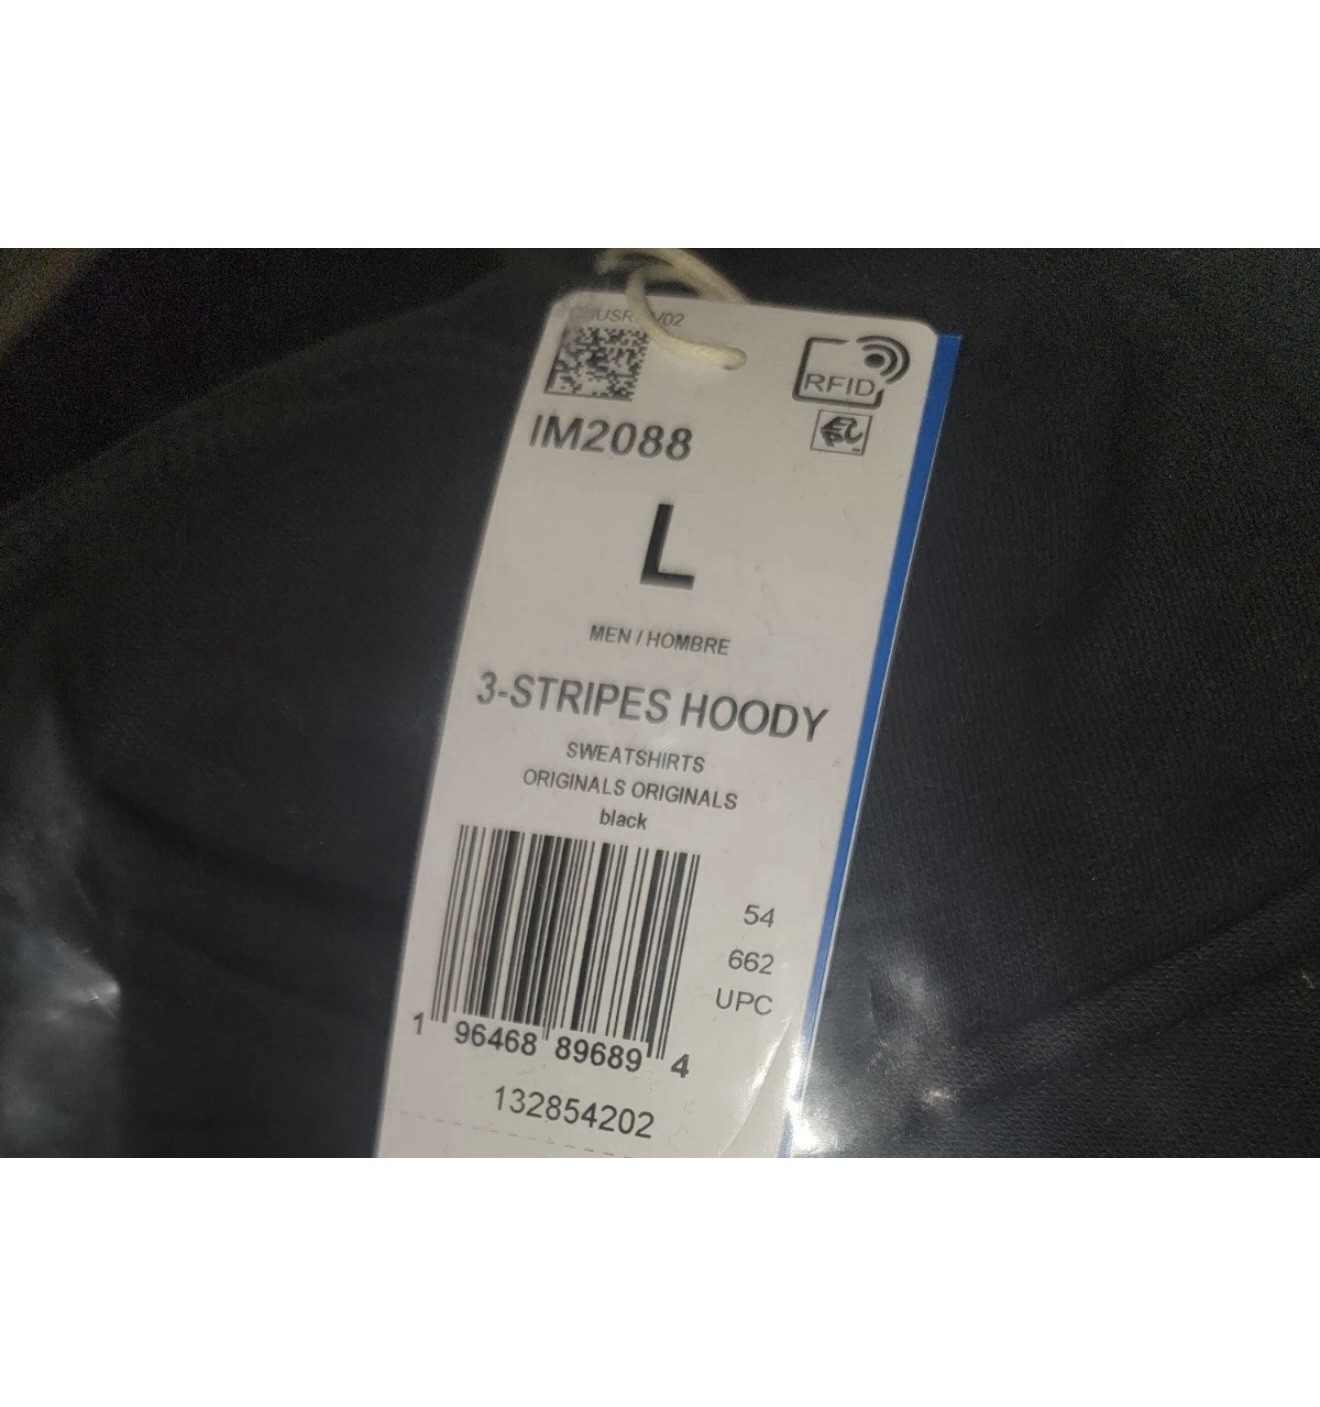 V02
RFID
IM2088
L
MEN / HOMBRE
3-STRIPES HOODY
SWEATSHIRTS
ORIGINALS ORIGINALS
black
54
662
UPC
1 96468 89689 4
132854202